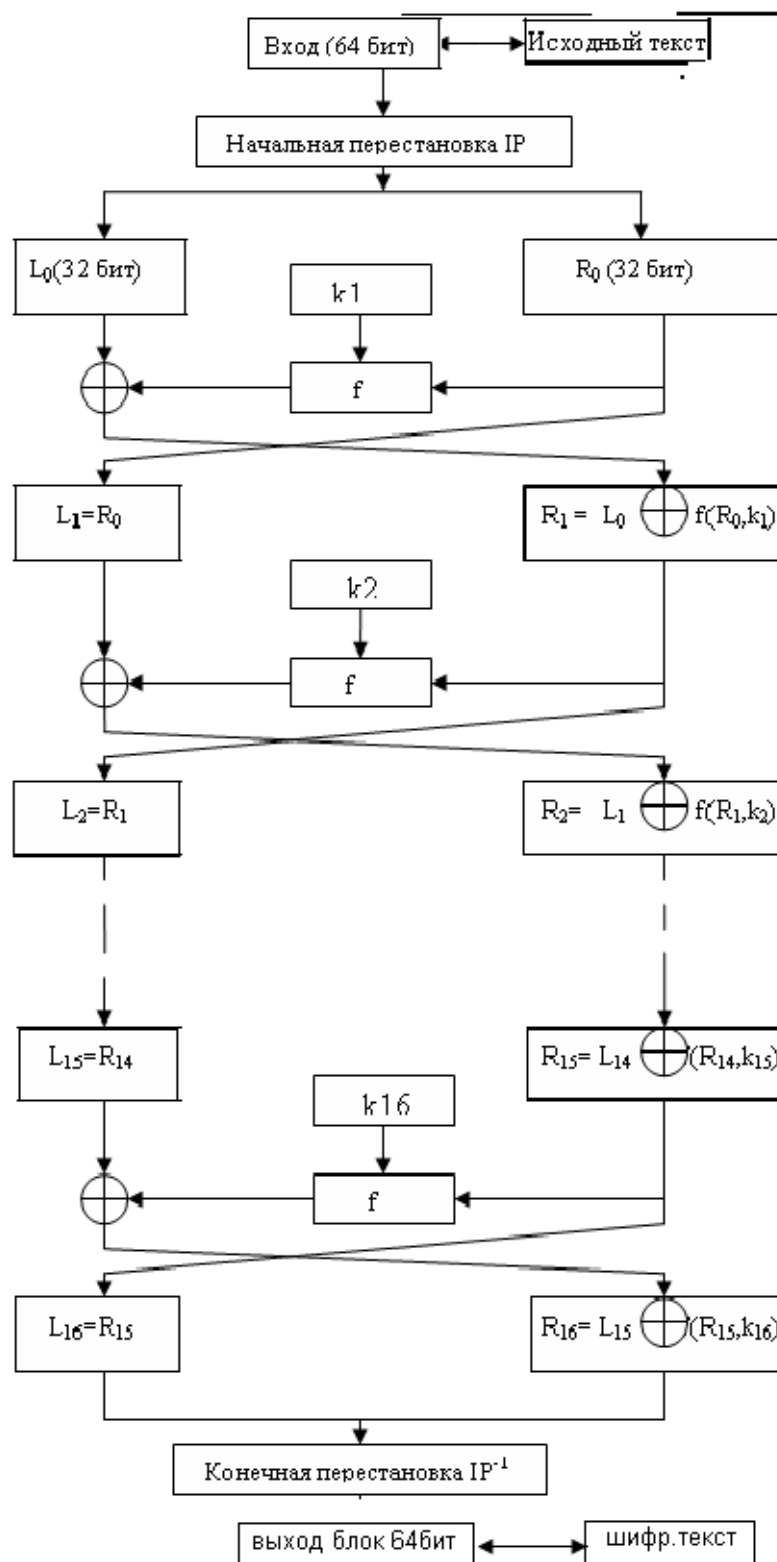 Вход (64 бит)
Исходный текст
Начальная перестановка IP
L₀(32 бит)
R₀ (32 бит)
k1
f
L₁=R₀
R₁ = L₀ ⊕ f(R₀,k₁)
k2
f
L₂=R₁
R₂= L₁ ⊕ f(R₁,k₂)
L₁₅=R₁₄
R₁₅= L₁₄ ⊕ (R₁₄,k₁₅)
k16
f
L₁₆=R₁₅
R₁₆= L₁₅ ⊕ (R₁₅,k₁₆)
Конечная перестановка IP⁻¹
выход блок 64бит
шифр.текст